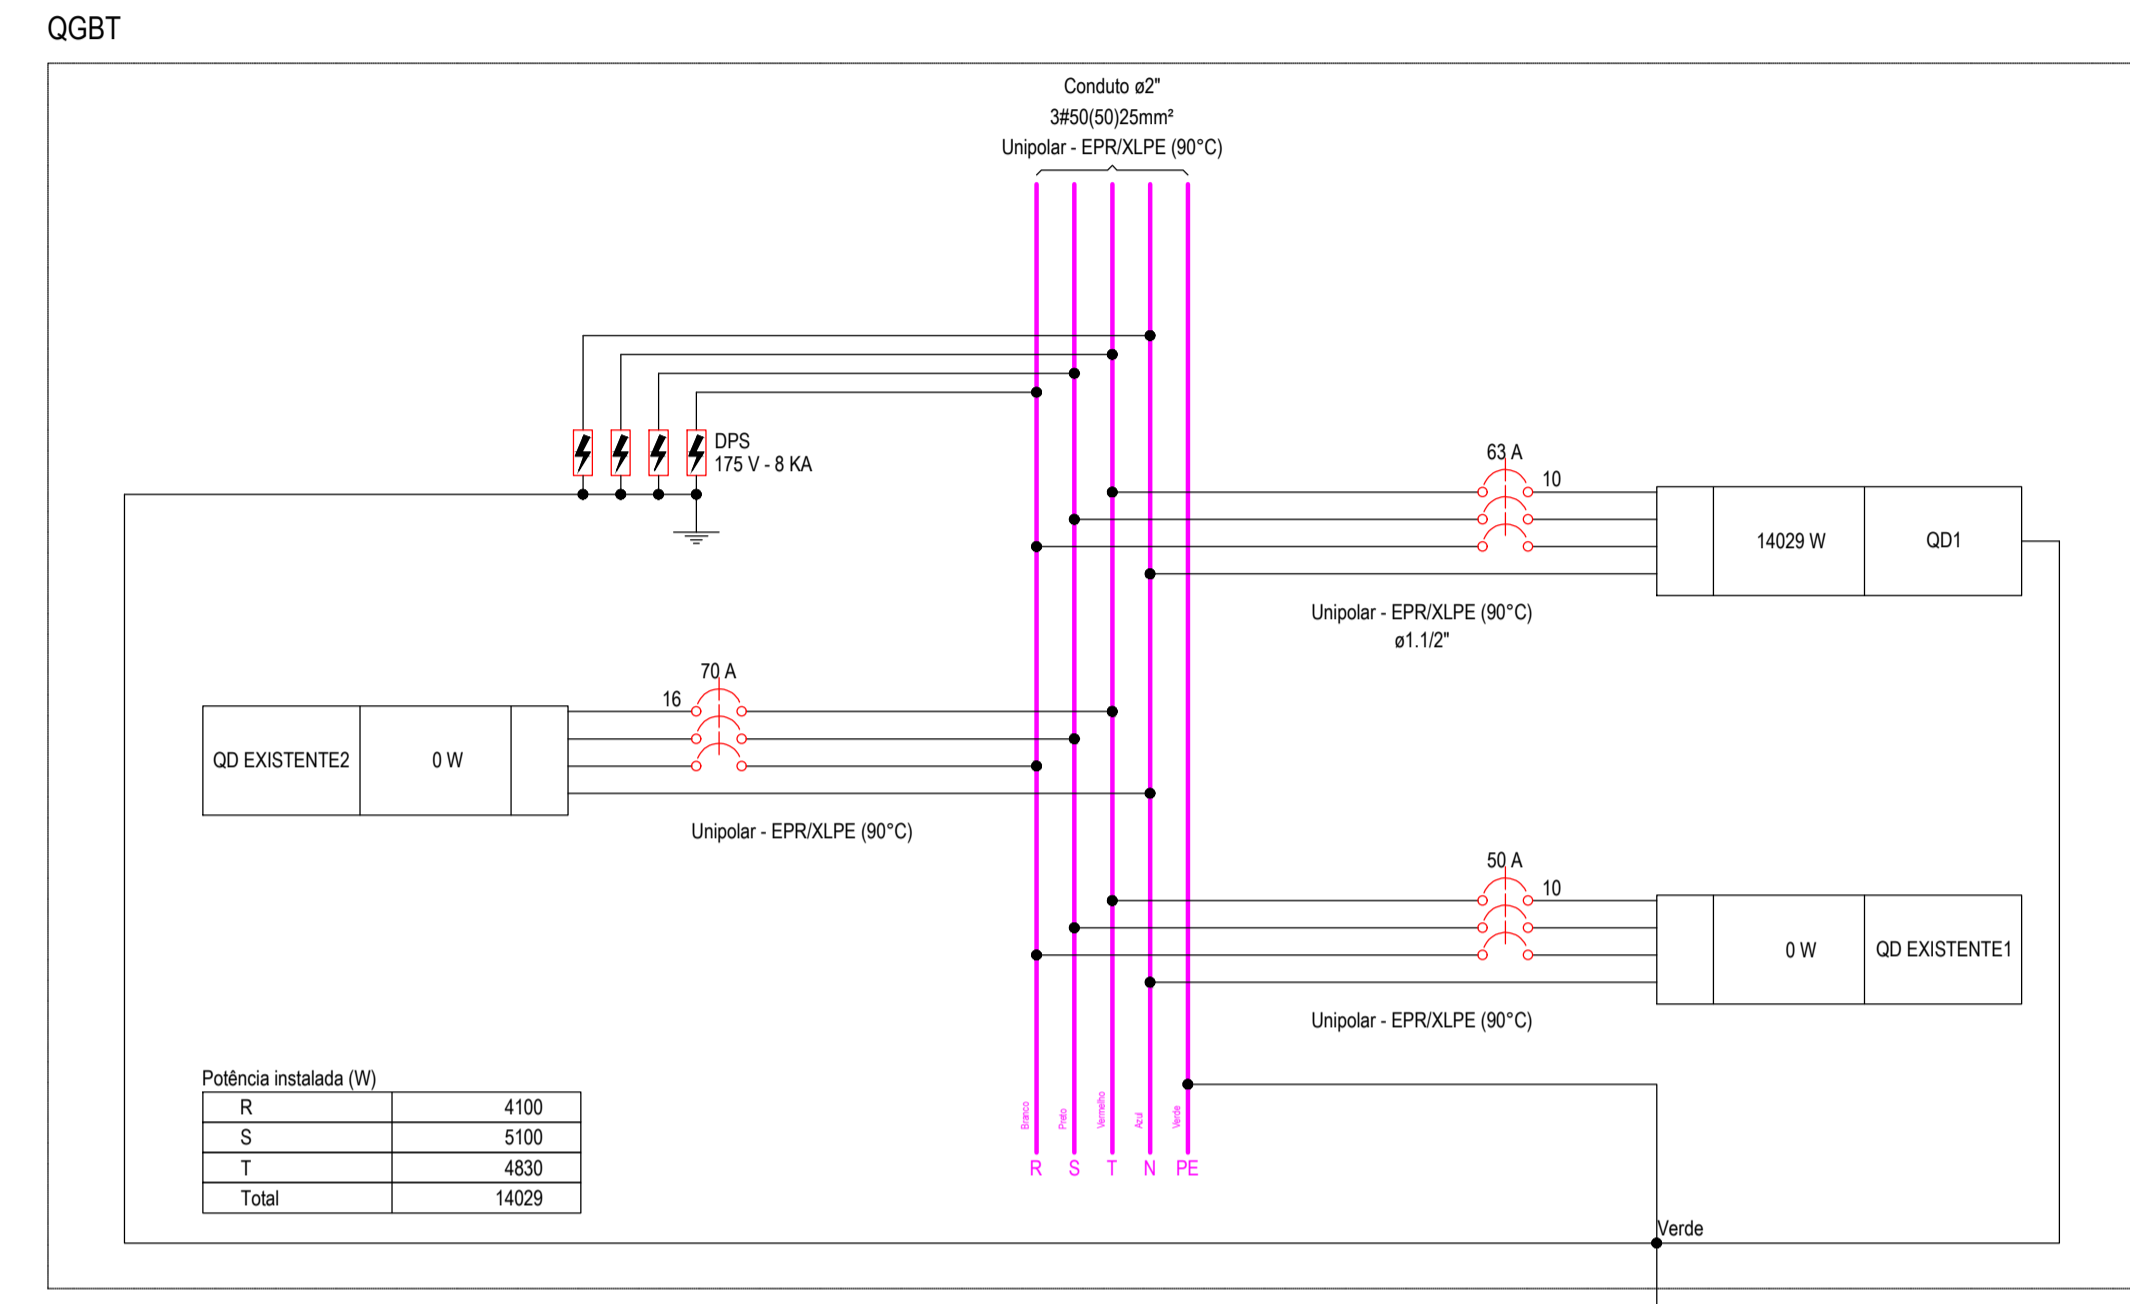 QGBT
Conduto ø2"
3#50(50)25mm²
Unipolar - EPR/XLPE (90°C)
DPS
175 V - 8 KA
63 A
10
14029 W
QD1
Unipolar - EPR/XLPE (90°C)
ø1.1/2"
70 A
16
QD EXISTENTE2
0 W
Unipolar - EPR/XLPE (90°C)
50 A
10
0 W
QD EXISTENTE1
Unipolar - EPR/XLPE (90°C)
Potência instalada (W)
R 4100
S 5100
T 4830
Total 14029
Branco
Preto
Vermelho
Azul
Verde
R S T N PE
Verde